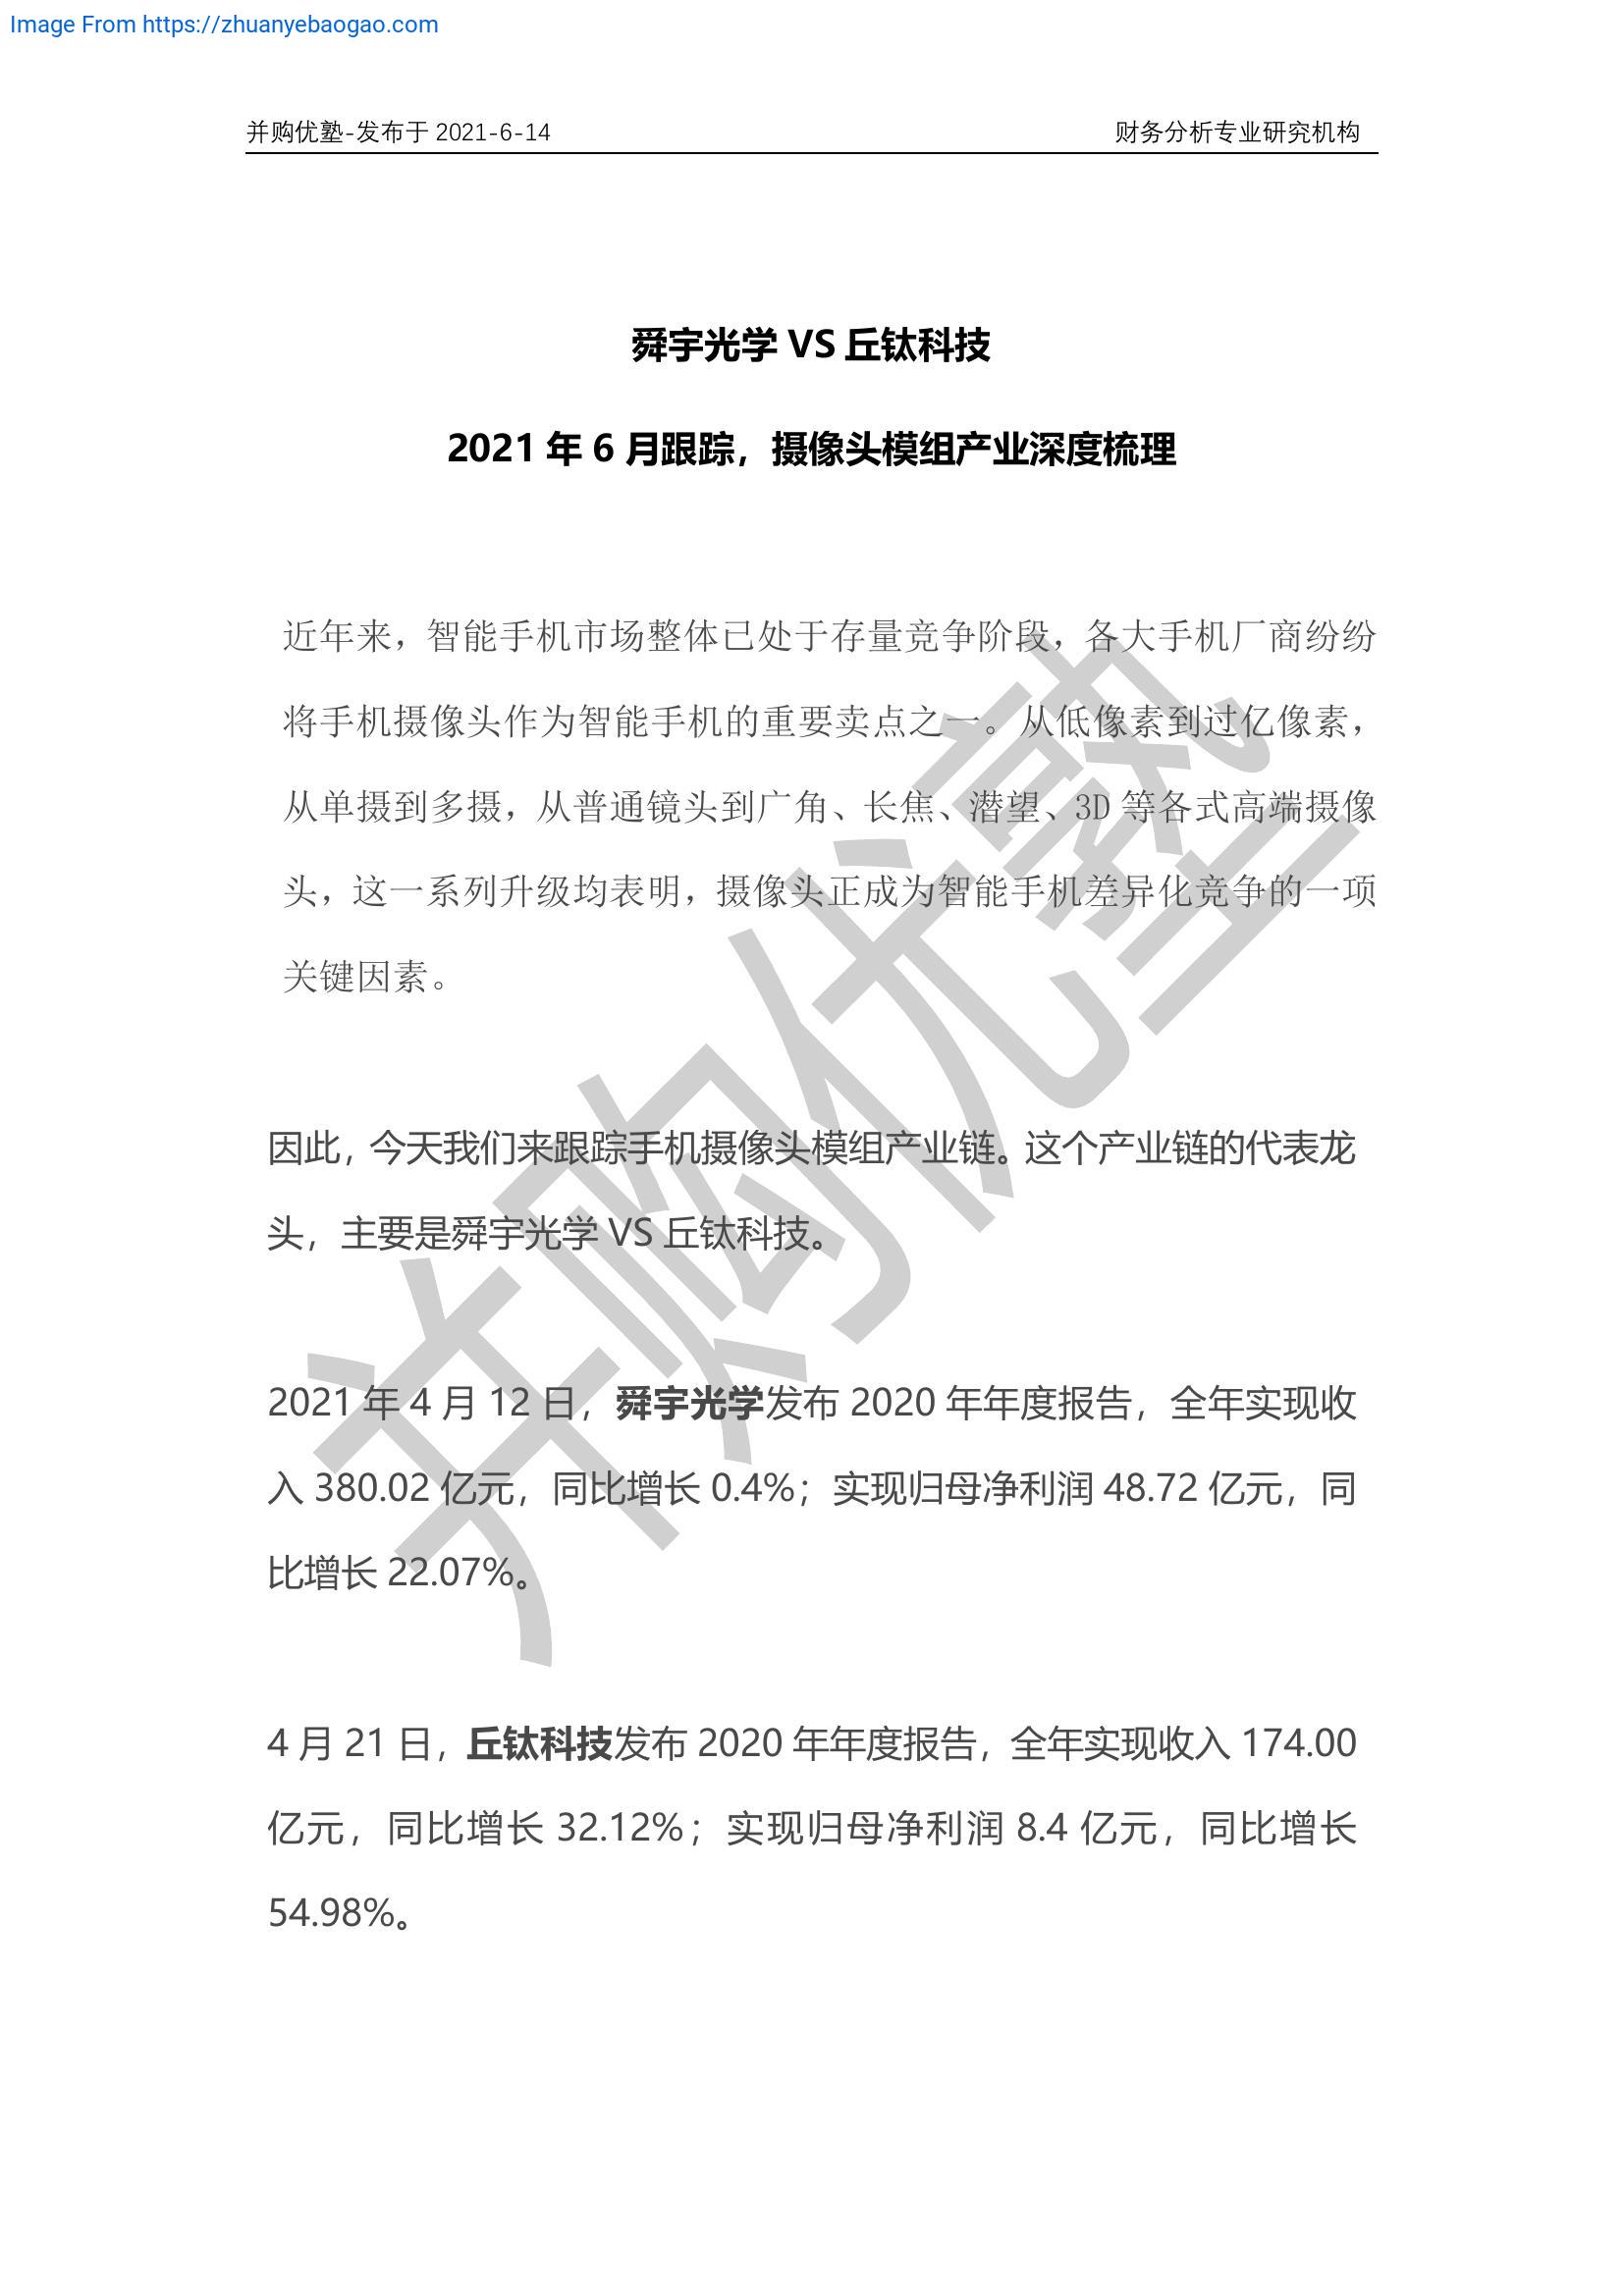 Image From https://zhuanyebaogao.com
并购优塾-发布于 2021-6-14 财务分析专业研究机构
舜宇光学 VS 丘钛科技
2021 年 6 月跟踪，摄像头模组产业深度梳理
近年来，智能手机市场整体已处于存量竞争阶段，各大手机厂商纷纷
将手机摄像头作为智能手机的重要卖点之一。从低像素到过亿像素，
从单摄到多摄，从普通镜头到广角、长焦、潜望、3D 等各式高端摄像
头，这一系列升级均表明，摄像头正成为智能手机差异化竞争的一项
关键因素。
因此，今天我们来跟踪手机摄像头模组产业链。这个产业链的代表龙
头，主要是舜宇光学 VS 丘钛科技。
2021 年 4 月 12 日，舜宇光学发布 2020 年年度报告，全年实现收
入 380.02 亿元，同比增长 0.4%；实现归母净利润 48.72 亿元，同
比增长 22.07%。
4 月 21 日，丘钛科技发布 2020 年年度报告，全年实现收入 174.00
亿元，同比增长 32.12%；实现归母净利润 8.4 亿元，同比增长
54.98%。
并购优塾